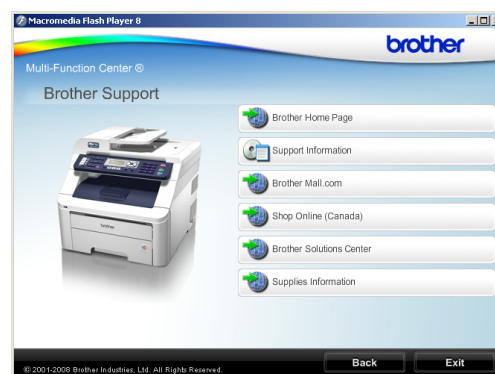 Macromedia Flash Player 8
brother
Multi-Function Center ®
Brother Support
Brother Home Page
Support Information
Brother Mall.com
Shop Online (Canada)
Brother Solutions Center
Supplies Information
brother
Back
Exit
© 2001-2008 Brother Industries, Ltd. All Rights Reserved.